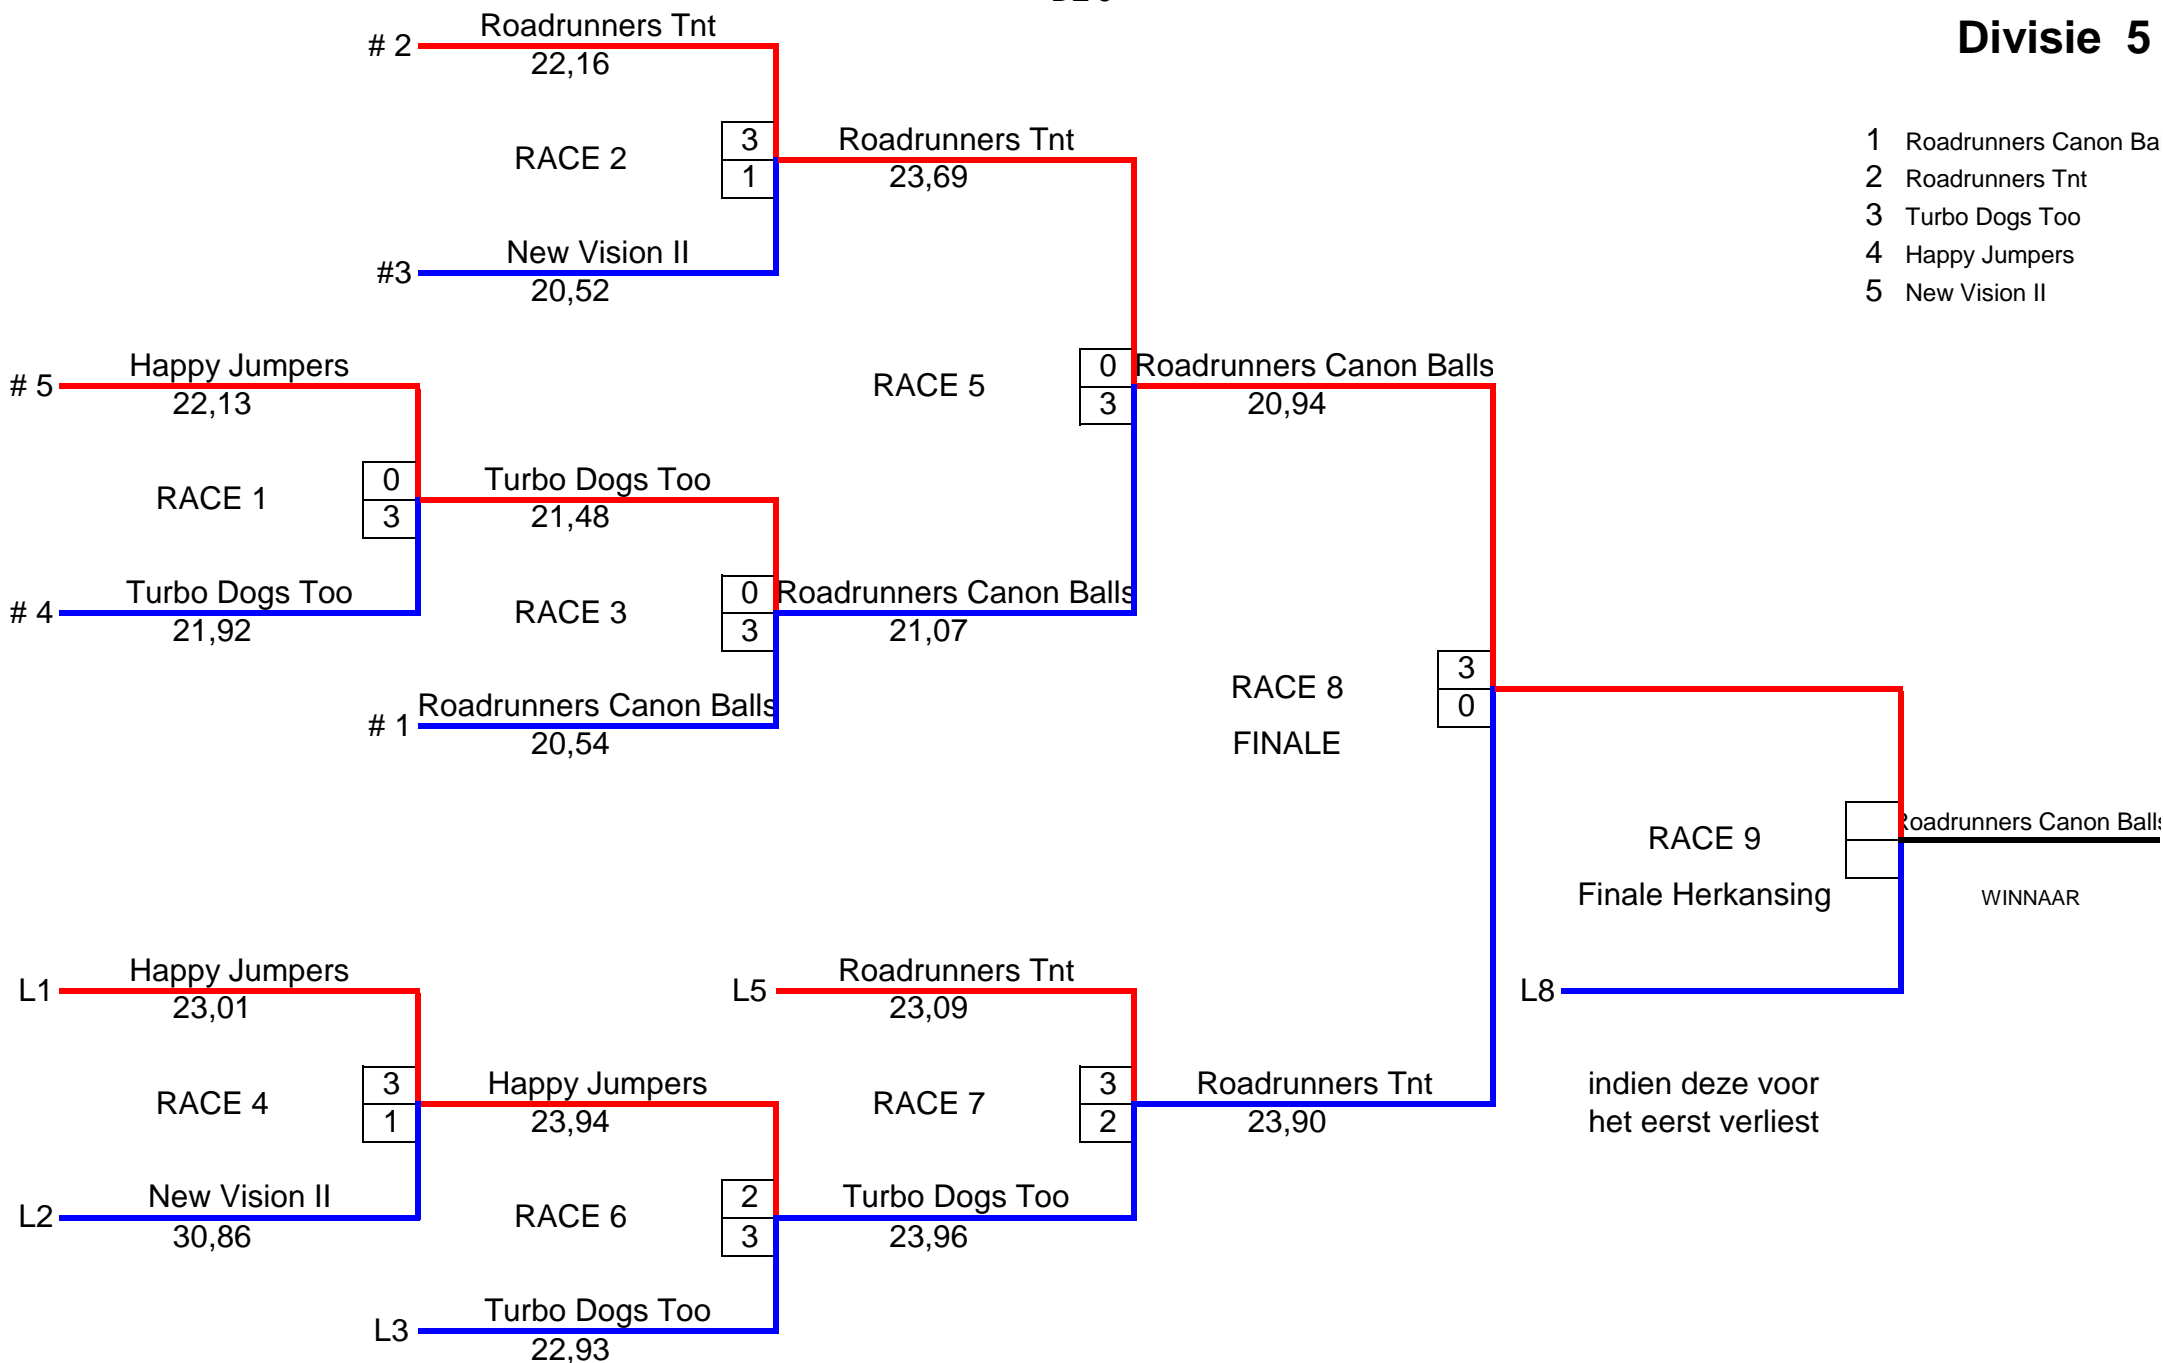 Roadrunners Tnt
# 2
22,16
Divisie 5
RACE 2
3
1
Roadrunners Tnt
23,69
New Vision II
#3
20,52
1 Roadrunners Canon Ba
2 Roadrunners Tnt
3 Turbo Dogs Too
4 Happy Jumpers
5 New Vision II
Happy Jumpers
# 5
22,13
RACE 5
0
3
Roadrunners Canon Balls
20,94
RACE 1
0
3
Turbo Dogs Too
21,48
Turbo Dogs Too
# 4
21,92
RACE 3
0
3
Roadrunners Canon Balls
21,07
Roadrunners Canon Balls
# 1
20,54
RACE 8
FINALE
3
0
RACE 9
Finale Herkansing
Roadrunners Canon Balls
WINNAAR
Happy Jumpers
L1
23,01
Roadrunners Tnt
L5
23,09
L8
RACE 4
3
1
Happy Jumpers
23,94
RACE 7
3
2
Roadrunners Tnt
23,90
indien deze voor
het eerst verliest
New Vision II
L2
30,86
RACE 6
2
3
Turbo Dogs Too
23,96
Turbo Dogs Too
L3
22,93